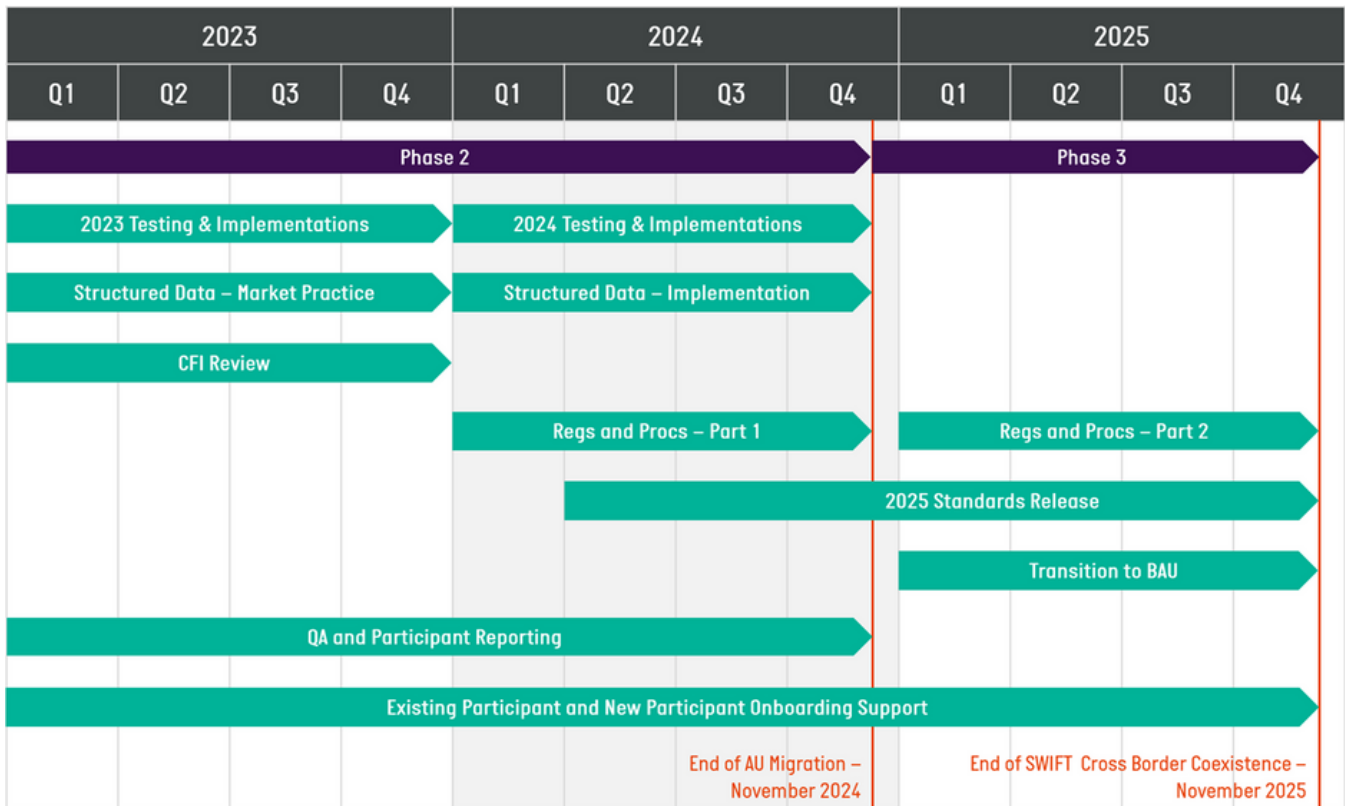 2023 2024 2025
Q1 Q2 Q3 Q4 Q1 Q2 Q3 Q4 Q1 Q2 Q3 Q4
Phase 2 Phase 3
2023 Testing & Implementations 2024 Testing & Implementations
Structured Data – Market Practice Structured Data – Implementation
CFI Review
Regs and Procs – Part 1 Regs and Procs – Part 2
2025 Standards Release
Transition to BAU
QA and Participant Reporting
Existing Participant and New Participant Onboarding Support
End of AU Migration –
November 2024
End of SWIFT Cross Border Coexistence –
November 2025